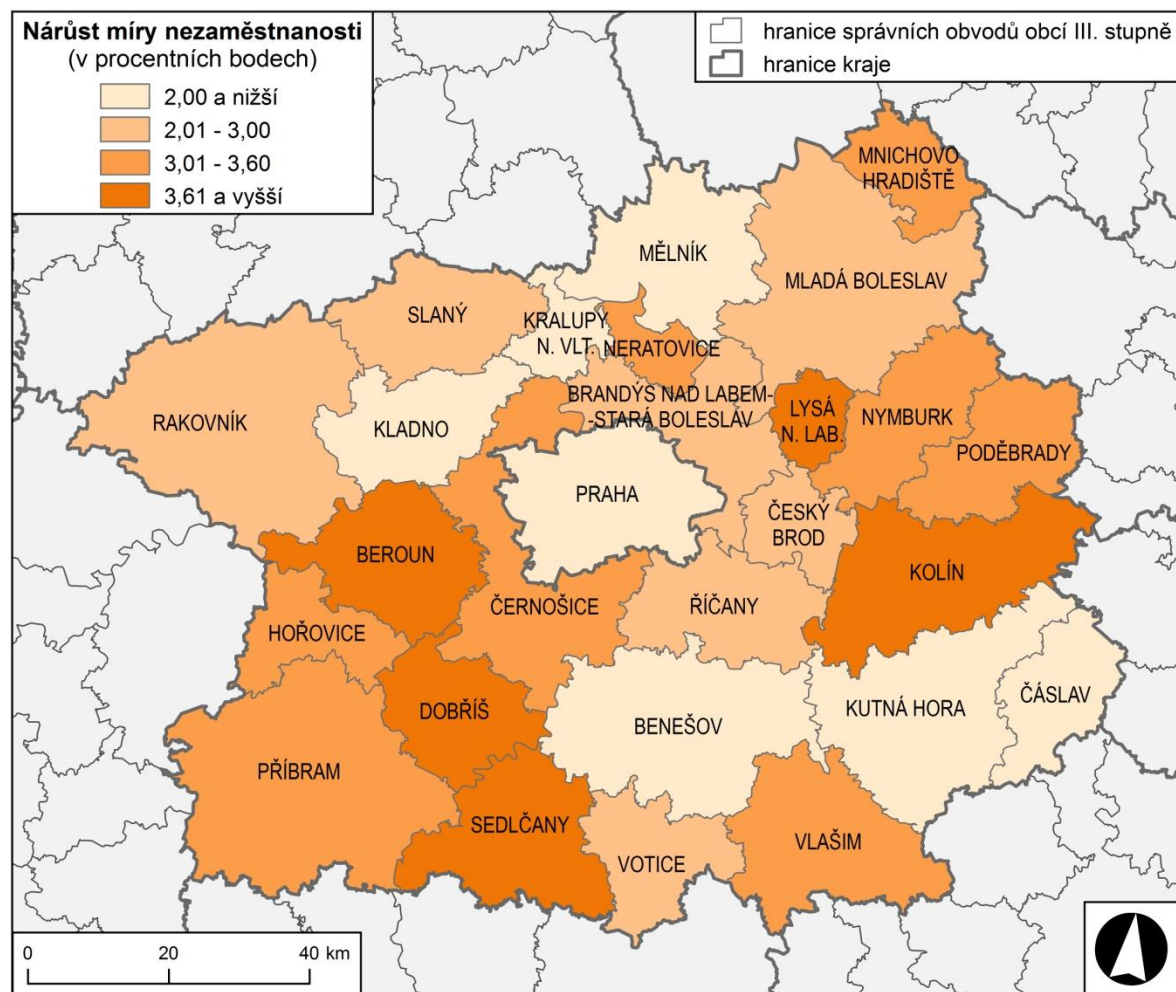 Nárůst míry nezaměstnanosti
(v procentních bodech)
2,00 a nižší
2,01 - 3,00
3,01 - 3,60
3,61 a vyšší
hranice správních obvodů obcí III. stupně
hranice kraje
MNICHOVO
HRADIŠTĚ
MĚLNÍK
MLADÁ BOLESLAV
SLANÝ
KRALUPY
N. VLT.
NERATOVICE
BRANDÝS NAD LABEM-
-STARÁ BOLESLAV
LYSÁ
N. LAB.
NYMBURK
RAKOVNÍK
KLADNO
PODĚBRADY
PRAHA
ČESKÝ
BROD
BEROUN
KOLÍN
ČERNOŠICE
ŘÍČANY
HOŘOVICE
DOBŘÍŠ
BENEŠOV
KUTNÁ HORA
ČÁSLAV
PŘÍBRAM
SEDLČANY
VOTICE
VLAŠIM
0 20 40 km